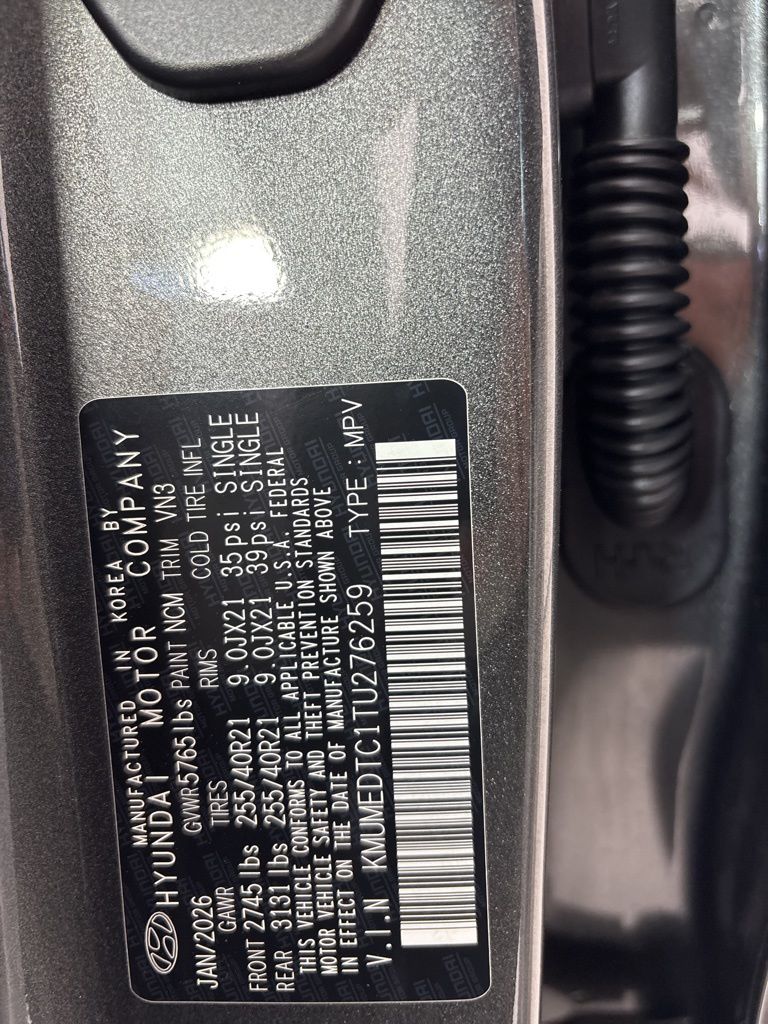 MANUFACTURED IN KOREA BY
HYUNDAI MOTOR COMPANY
JAN/2026 GVWR5765lbs PAINT NCM TRIM VN3
GAWR TIRES RIMS COLD TIRE INFL
FRONT 2745lbs 255/40R21 9.0JX21 35psi SINGLE
REAR 3131lbs 255/40R21 9.0JX21 39psi SINGLE
THIS VEHICLE CONFORMS TO ALL APPLICABLE U.S.A. FEDERAL
MOTOR VEHICLE SAFETY AND THEFT PREVENTION STANDARDS
IN EFFECT ON THE DATE OF MANUFACTURE SHOWN ABOVE
V.I.N KMUMEDTC1TU276259 TYPE : MPV